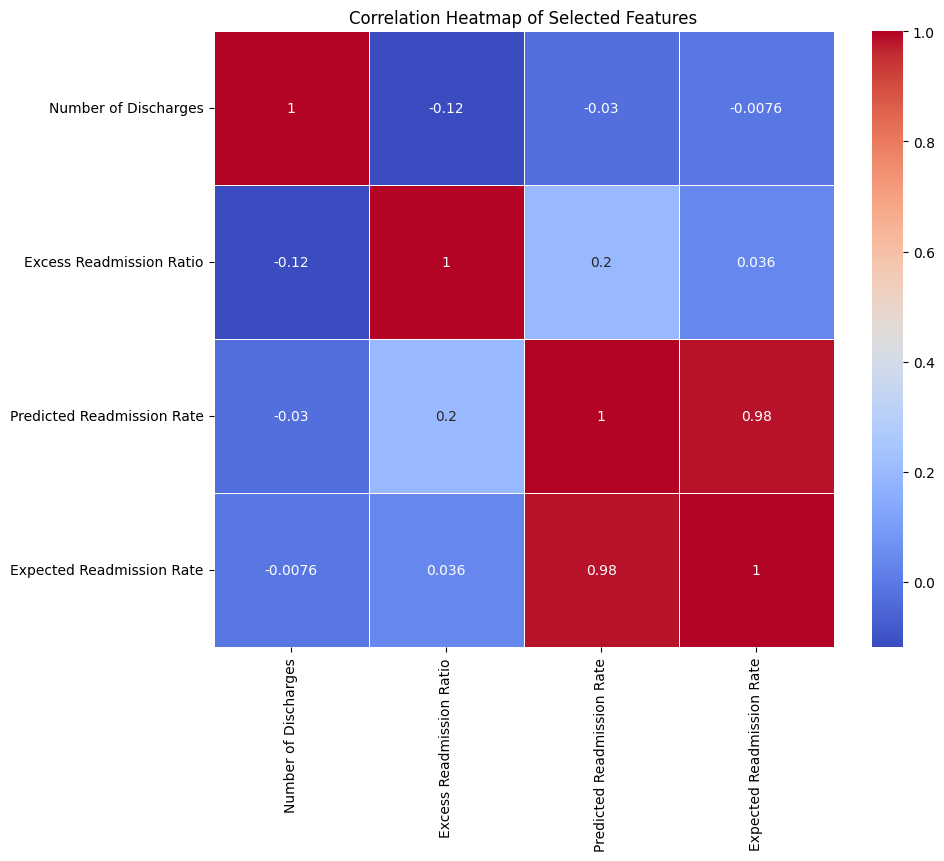 Correlation Heatmap of Selected Features
Number of Discharges
1
-0.12
-0.03
-0.0076
Excess Readmission Ratio
-0.12
1
0.2
0.036
Predicted Readmission Rate
-0.03
0.2
1
0.98
Expected Readmission Rate
-0.0076
0.036
0.98
1
Number of Discharges
Excess Readmission Ratio
Predicted Readmission Rate
Expected Readmission Rate
1.0
0.8
0.6
0.4
0.2
0.0